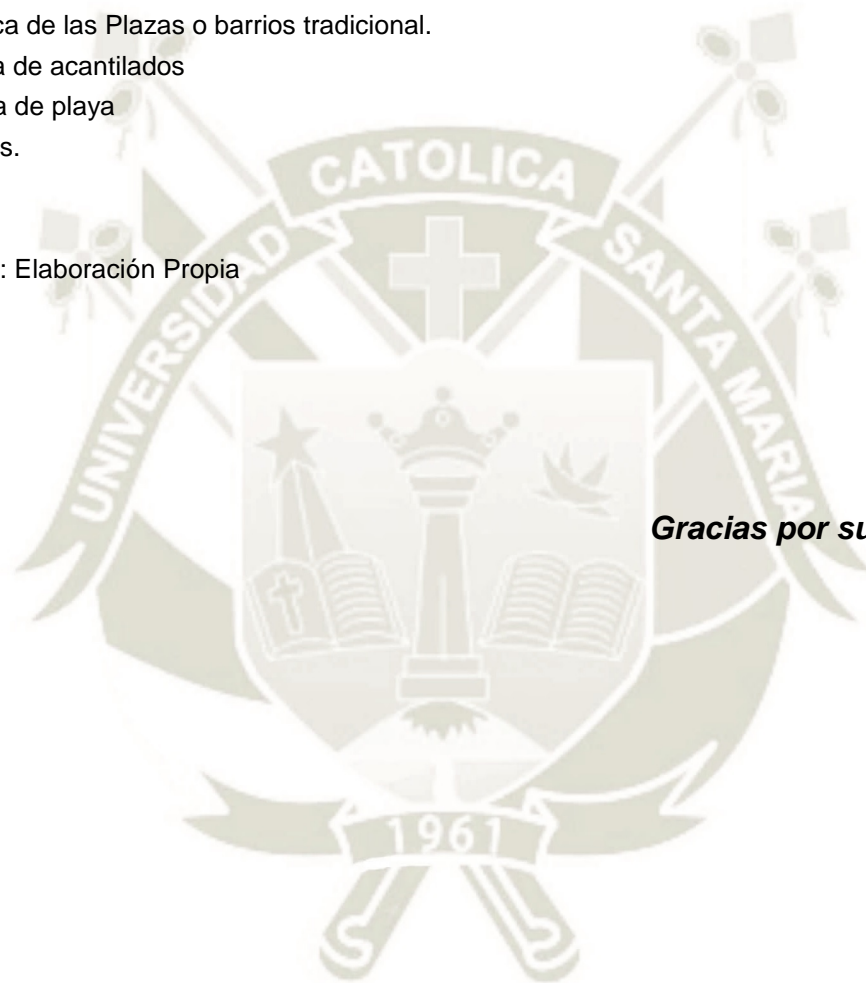 ca de las Plazas o barrios tradicional.
a de acantilados
a de playa
s.
: Elaboración Propia
UNIVERSIDAD CATOLICA SANTA MARIA
Gracias por su
1961